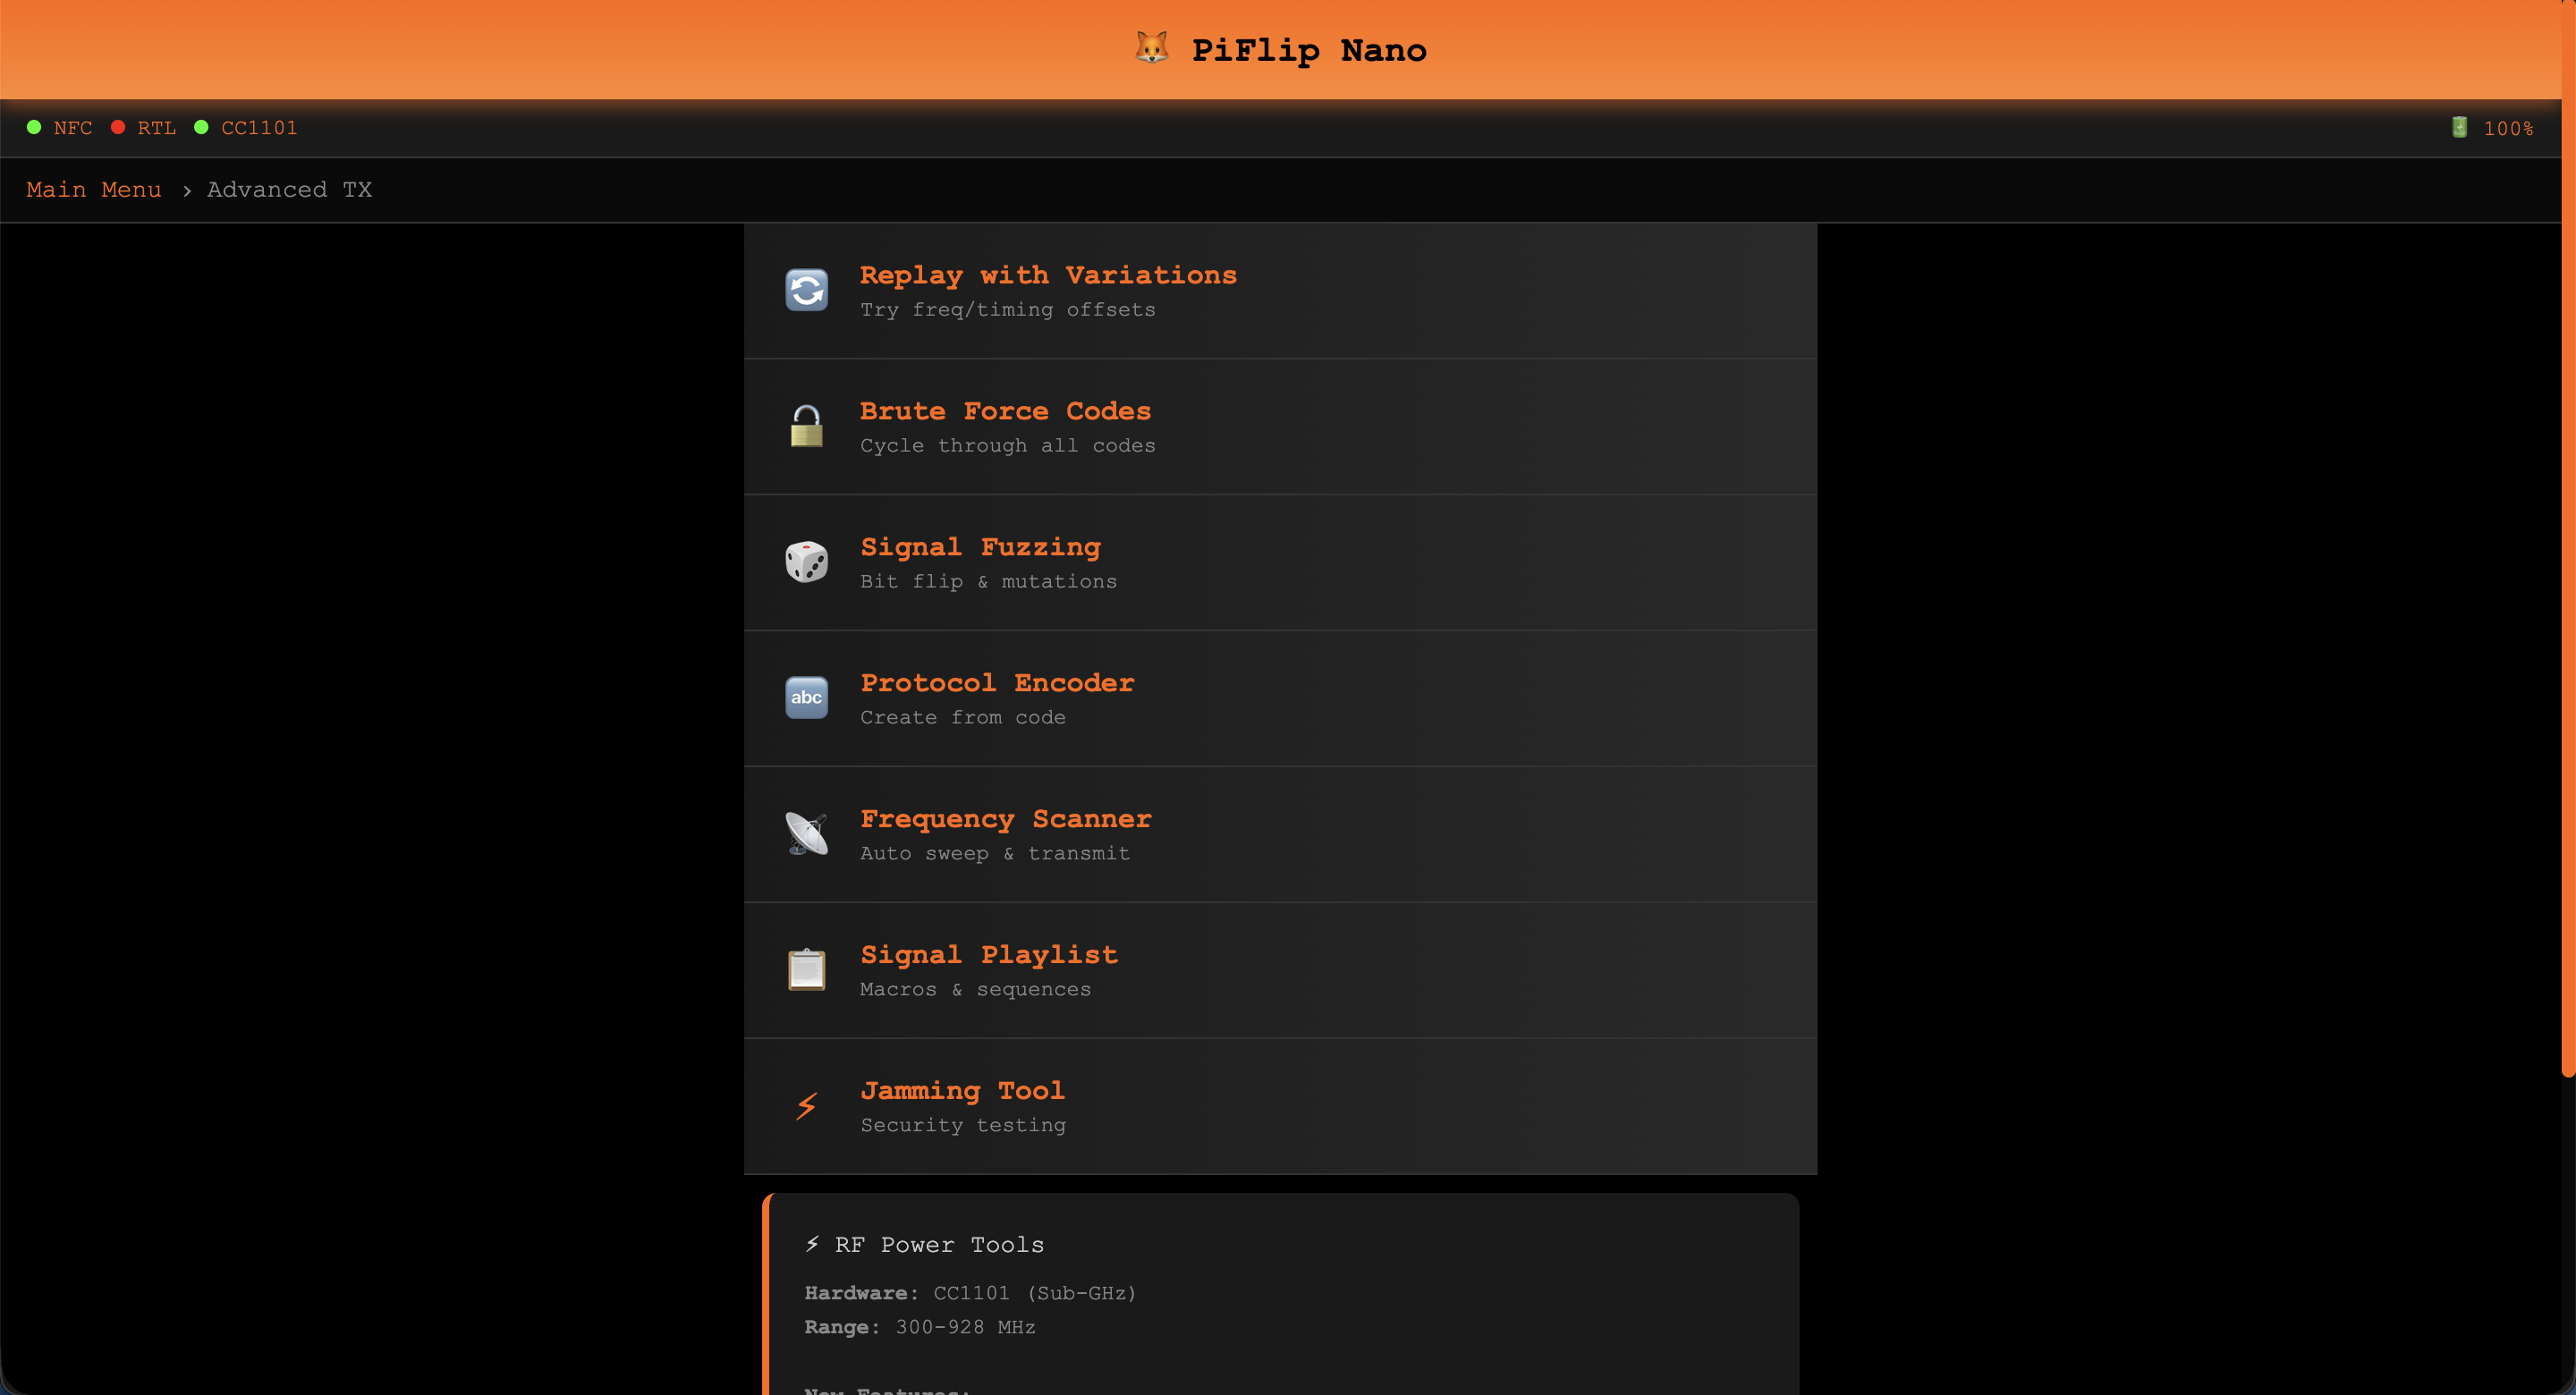 PiFlip Nano
NFC RTL CC1101 100%
Main Menu › Advanced TX
Replay with Variations
Try freq/timing offsets
Brute Force Codes
Cycle through all codes
Signal Fuzzing
Bit flip & mutations
abc
Protocol Encoder
Create from code
Frequency Scanner
Auto sweep & transmit
Signal Playlist
Macros & sequences
Jamming Tool
Security testing
⚡ RF Power Tools
Hardware: CC1101 (Sub-GHz)
Range: 300-928 MHz
New Features: